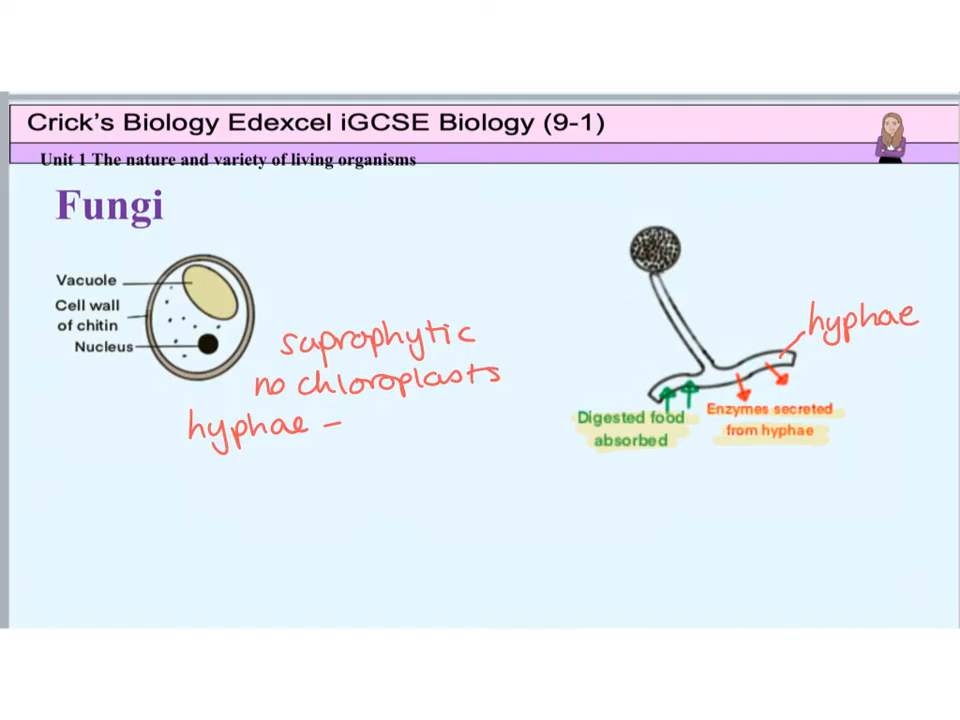 Crick's Biology Edexcel iGCSE Biology (9-1)
Unit 1 The nature and variety of living organisms
Fungi
Vacuole
Cell wall
of chitin
Nucleus
saprophytic
no chloroplasts
hyphae –
hyphae
Digested food
absorbed
Enzymes secreted
from hyphae